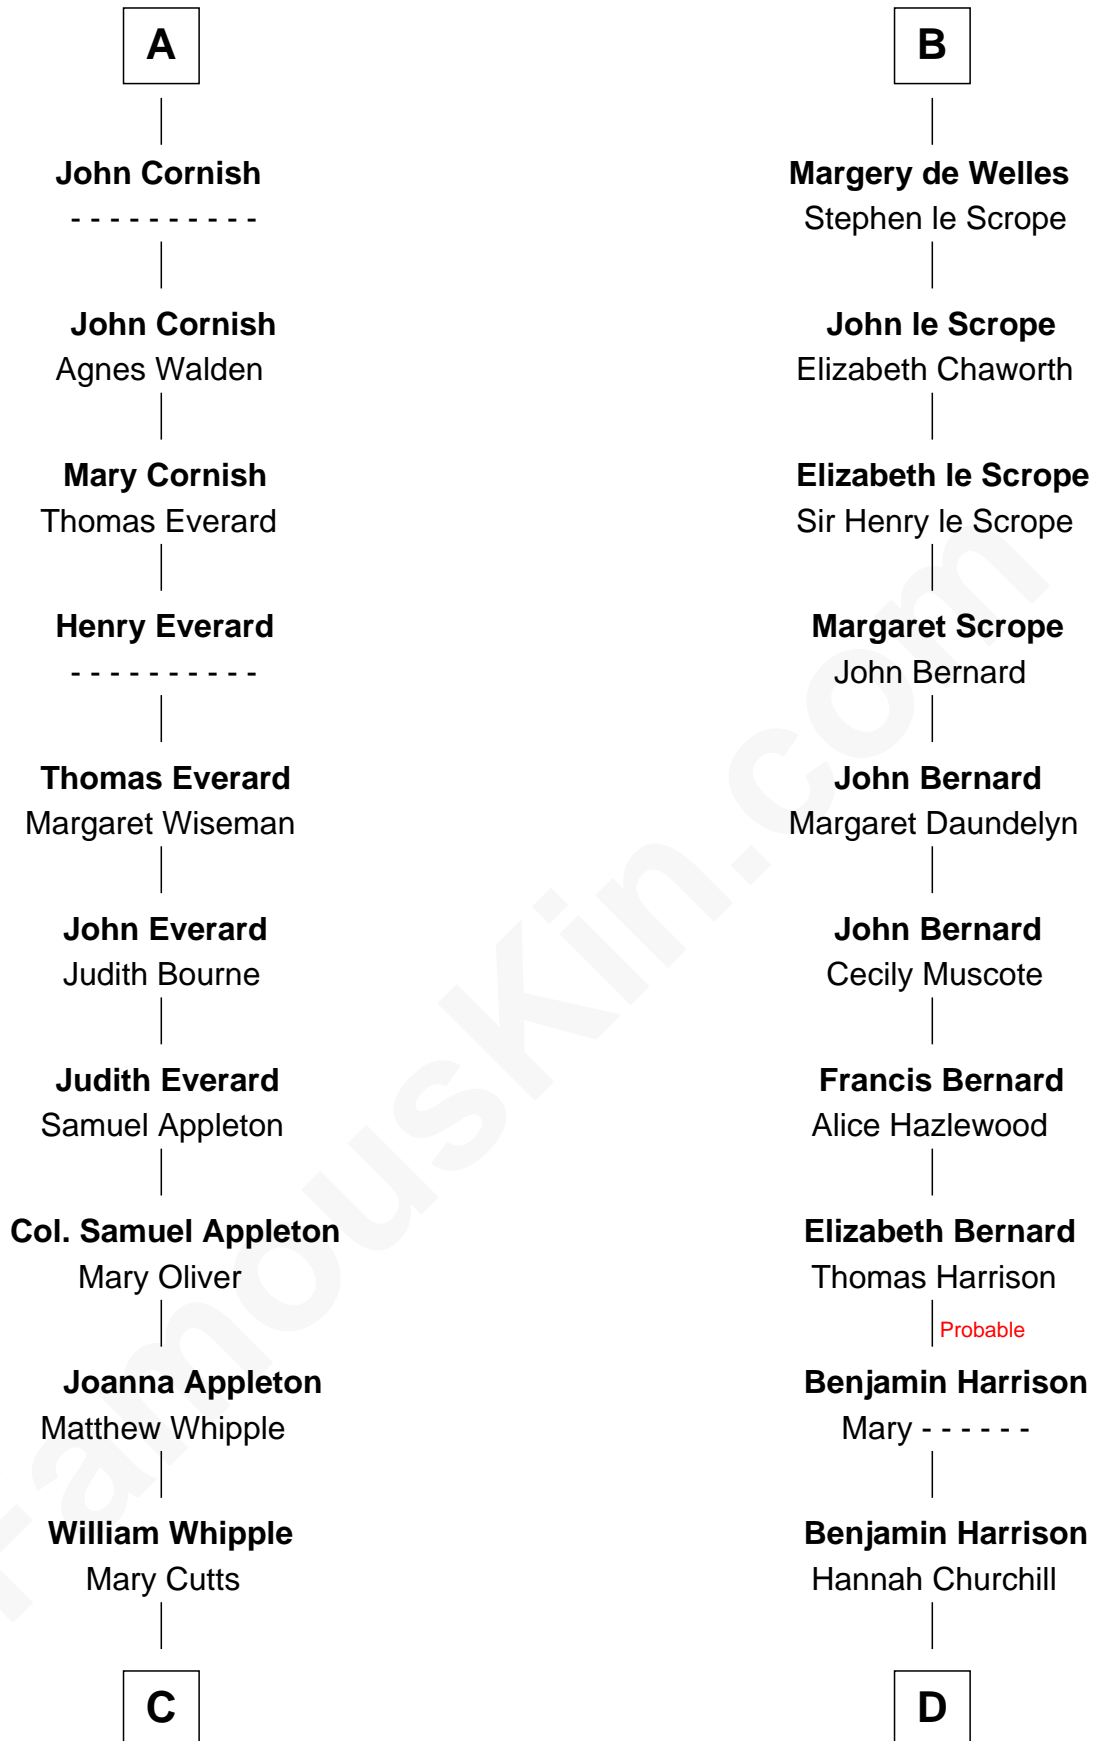 A
John Cornish
- - - - - - - - - -
John Cornish
Agnes Walden
Mary Cornish
Thomas Everard
Henry Everard
- - - - - - - - - -
Thomas Everard
Margaret Wiseman
John Everard
Judith Bourne
Judith Everard
Samuel Appleton
Col. Samuel Appleton
Mary Oliver
Joanna Appleton
Matthew Whipple
William Whipple
Mary Cutts
C
B
Margery de Welles
Stephen le Scrope
John le Scrope
Elizabeth Chaworth
Elizabeth le Scrope
Sir Henry le Scrope
Margaret Scrope
John Bernard
John Bernard
Margaret Daundelyn
John Bernard
Cecily Muscote
Francis Bernard
Alice Hazlewood
Elizabeth Bernard
Thomas Harrison
Probable
Benjamin Harrison
Mary - - - - - -
Benjamin Harrison
Hannah Churchill
D
FamousKin.com